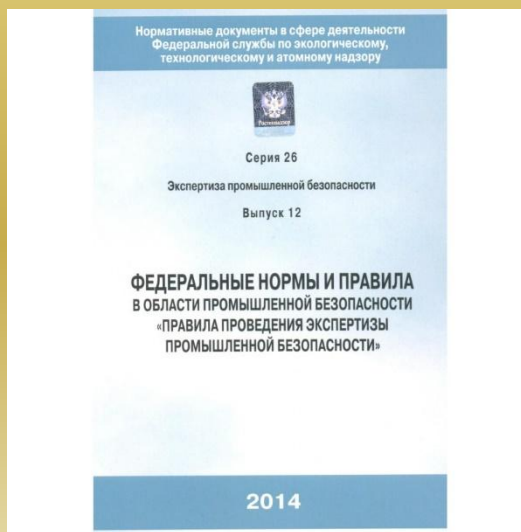 Нормативные документы в сфере деятельности
Федеральной службы по экологическому,
технологическому и атомному надзору
Ростехнадзор
Серия 26
Экспертиза промышленной безопасности
Выпуск 12
ФЕДЕРАЛЬНЫЕ НОРМЫ И ПРАВИЛА
В ОБЛАСТИ ПРОМЫШЛЕННОЙ БЕЗОПАСНОСТИ
«ПРАВИЛА ПРОВЕДЕНИЯ ЭКСПЕРТИЗЫ
ПРОМЫШЛЕННОЙ БЕЗОПАСНОСТИ»
2014